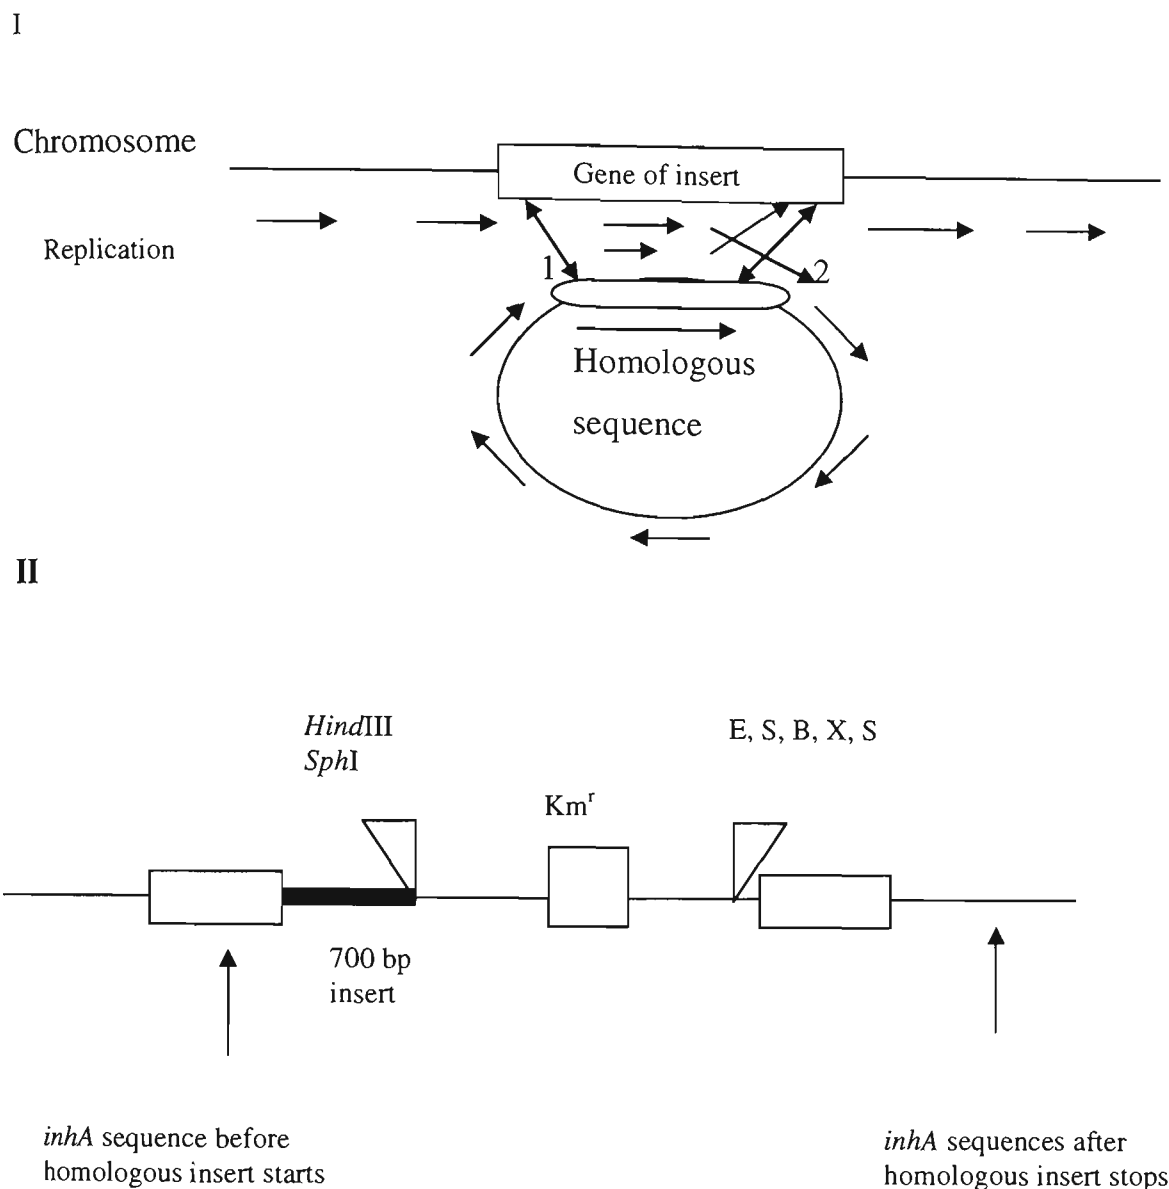 I
Chromosome
Gene of insert
Replication
1
2
Homologous
sequence
II
HindIII
SphI
E, S, B, X, S
Kmʳ
700 bp
insert
inhA sequence before
homologous insert starts
inhA sequences after
homologous insert stops